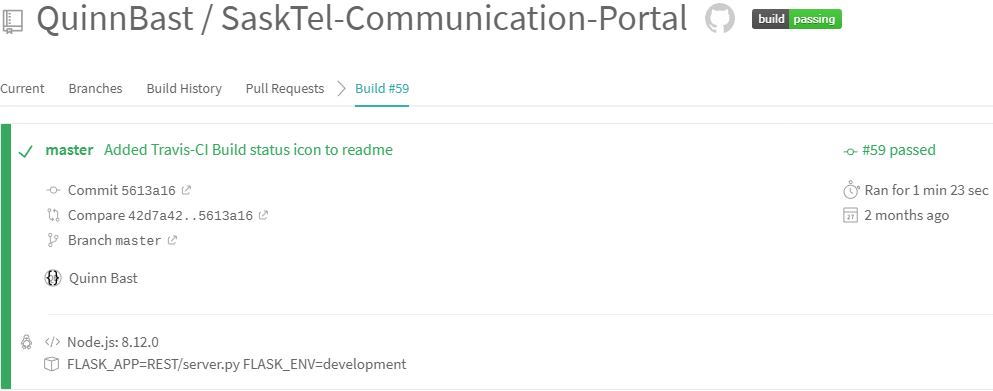 QuinnBast / SaskTel-Communication-Portal build passing
Current Branches Build History Pull Requests Build #59
master Added Travis-CI Build status icon to readme #59 passed
Commit 5613a16 Ran for 1 min 23 sec
Compare 42d7a42..5613a16 27 2 months ago
Branch master
Quinn Bast
Node.js: 8.12.0
FLASK_APP=REST/server.py FLASK_ENV=development